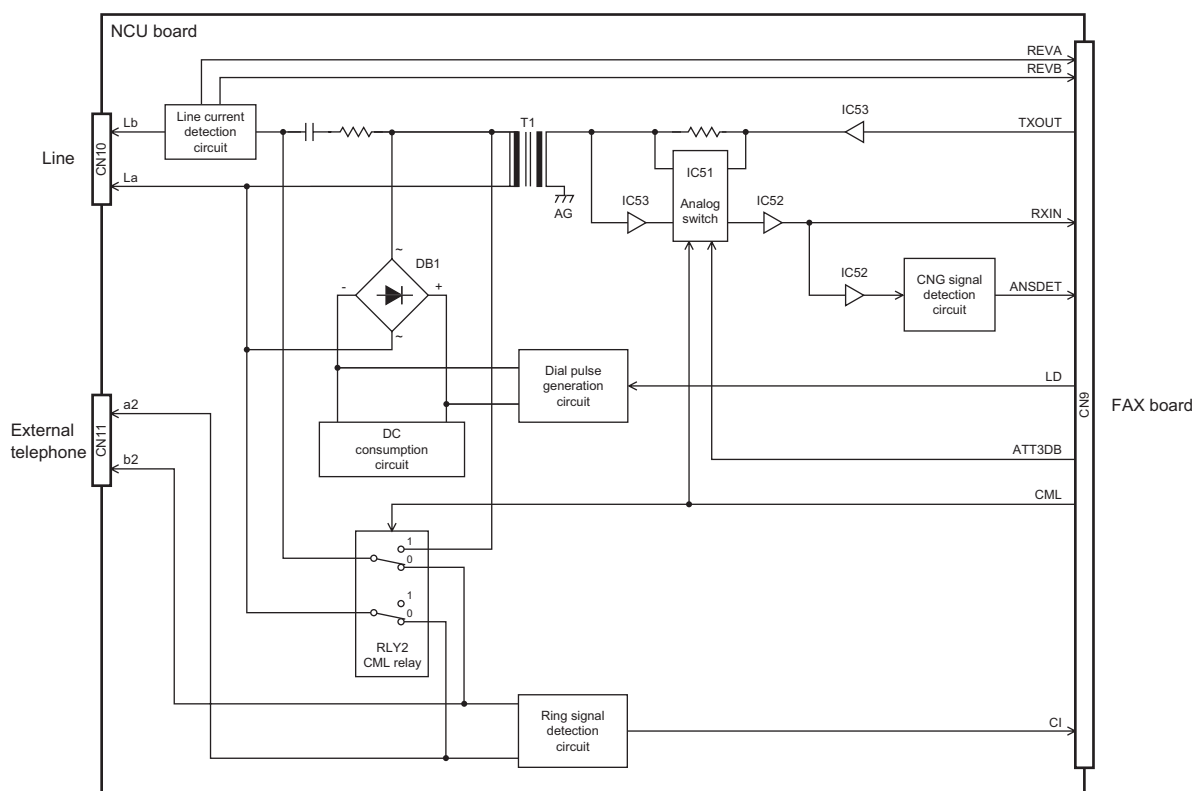 NCU board
REVA
REVB
Lb
Line current
detection
circuit
T1
IC53
TXOUT
Line
CN10
La
AG
IC53
IC51
Analog
switch
IC52
RXIN
~
DB1
-
+
~
IC52
CNG signal
detection
circuit
ANSDET
Dial pulse
generation
circuit
LD
CN9
FAX board
a2
External
telephone
CN11
b2
DC
consumption
circuit
ATT3DB
CML
1
0
1
0
RLY2
CML relay
Ring signal
detection
circuit
CI